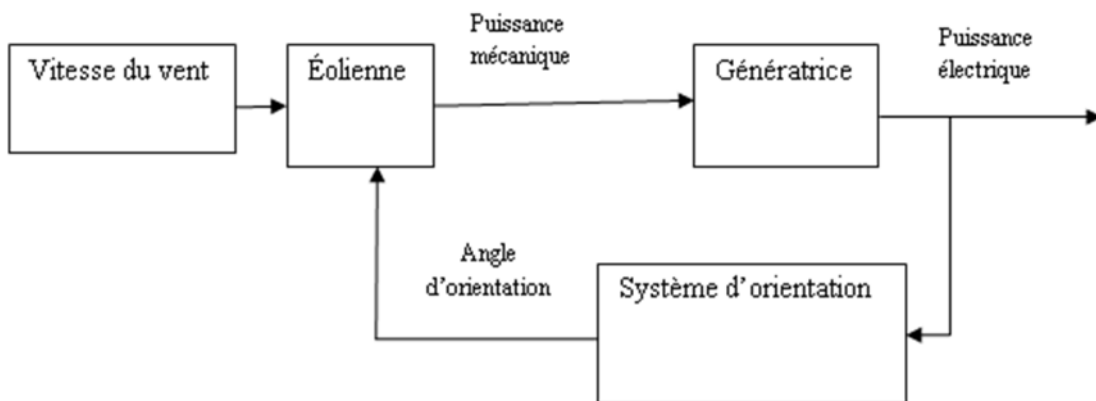 Vitesse du vent
Éolienne
Puissance
mécanique
Génératrice
Puissance
électrique
Angle
d'orientation
Système d'orientation